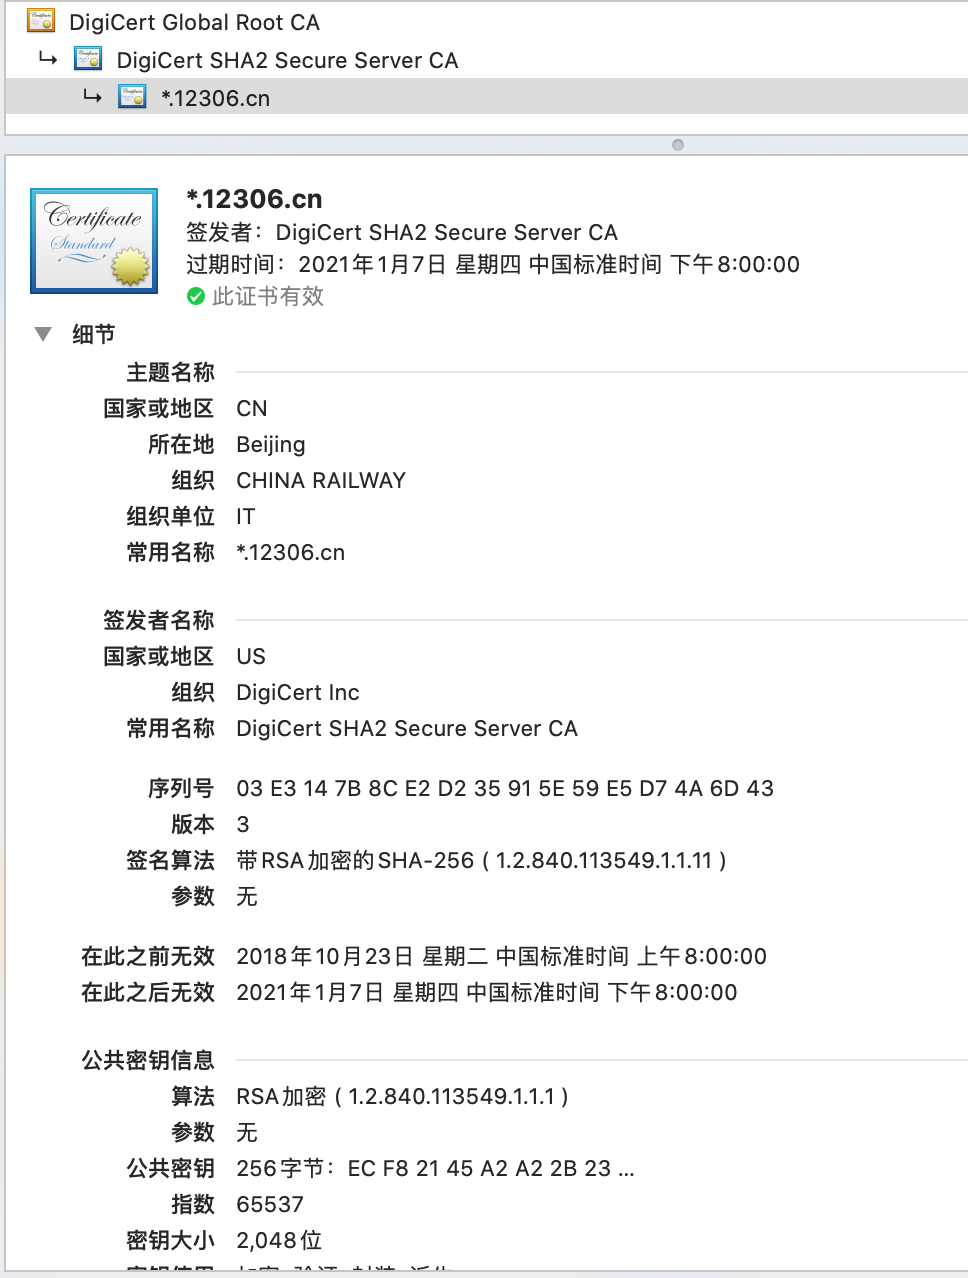 DigiCert Global Root CA
DigiCert SHA2 Secure Server CA
*.12306.cn
Certificate
Standard
*.12306.cn
签发者：DigiCert SHA2 Secure Server CA
过期时间：2021年1月7日 星期四 中国标准时间 下午8:00:00
此证书有效
细节
主题名称
国家或地区 CN
所在地 Beijing
组织 CHINA RAILWAY
组织单位 IT
常用名称 *.12306.cn
签发者名称
国家或地区 US
组织 DigiCert Inc
常用名称 DigiCert SHA2 Secure Server CA
序列号 03 E3 14 7B 8C E2 D2 35 91 5E 59 E5 D7 4A 6D 43
版本 3
签名算法 带RSA加密的SHA-256 ( 1.2.840.113549.1.1.11 )
参数 无
在此之前无效 2018年10月23日 星期二 中国标准时间 上午8:00:00
在此之后无效 2021年1月7日 星期四 中国标准时间 下午8:00:00
公共密钥信息
算法 RSA加密 ( 1.2.840.113549.1.1.1 )
参数 无
公共密钥 256字节：EC F8 21 45 A2 A2 2B 23 ...
指数 65537
密钥大小 2,048位